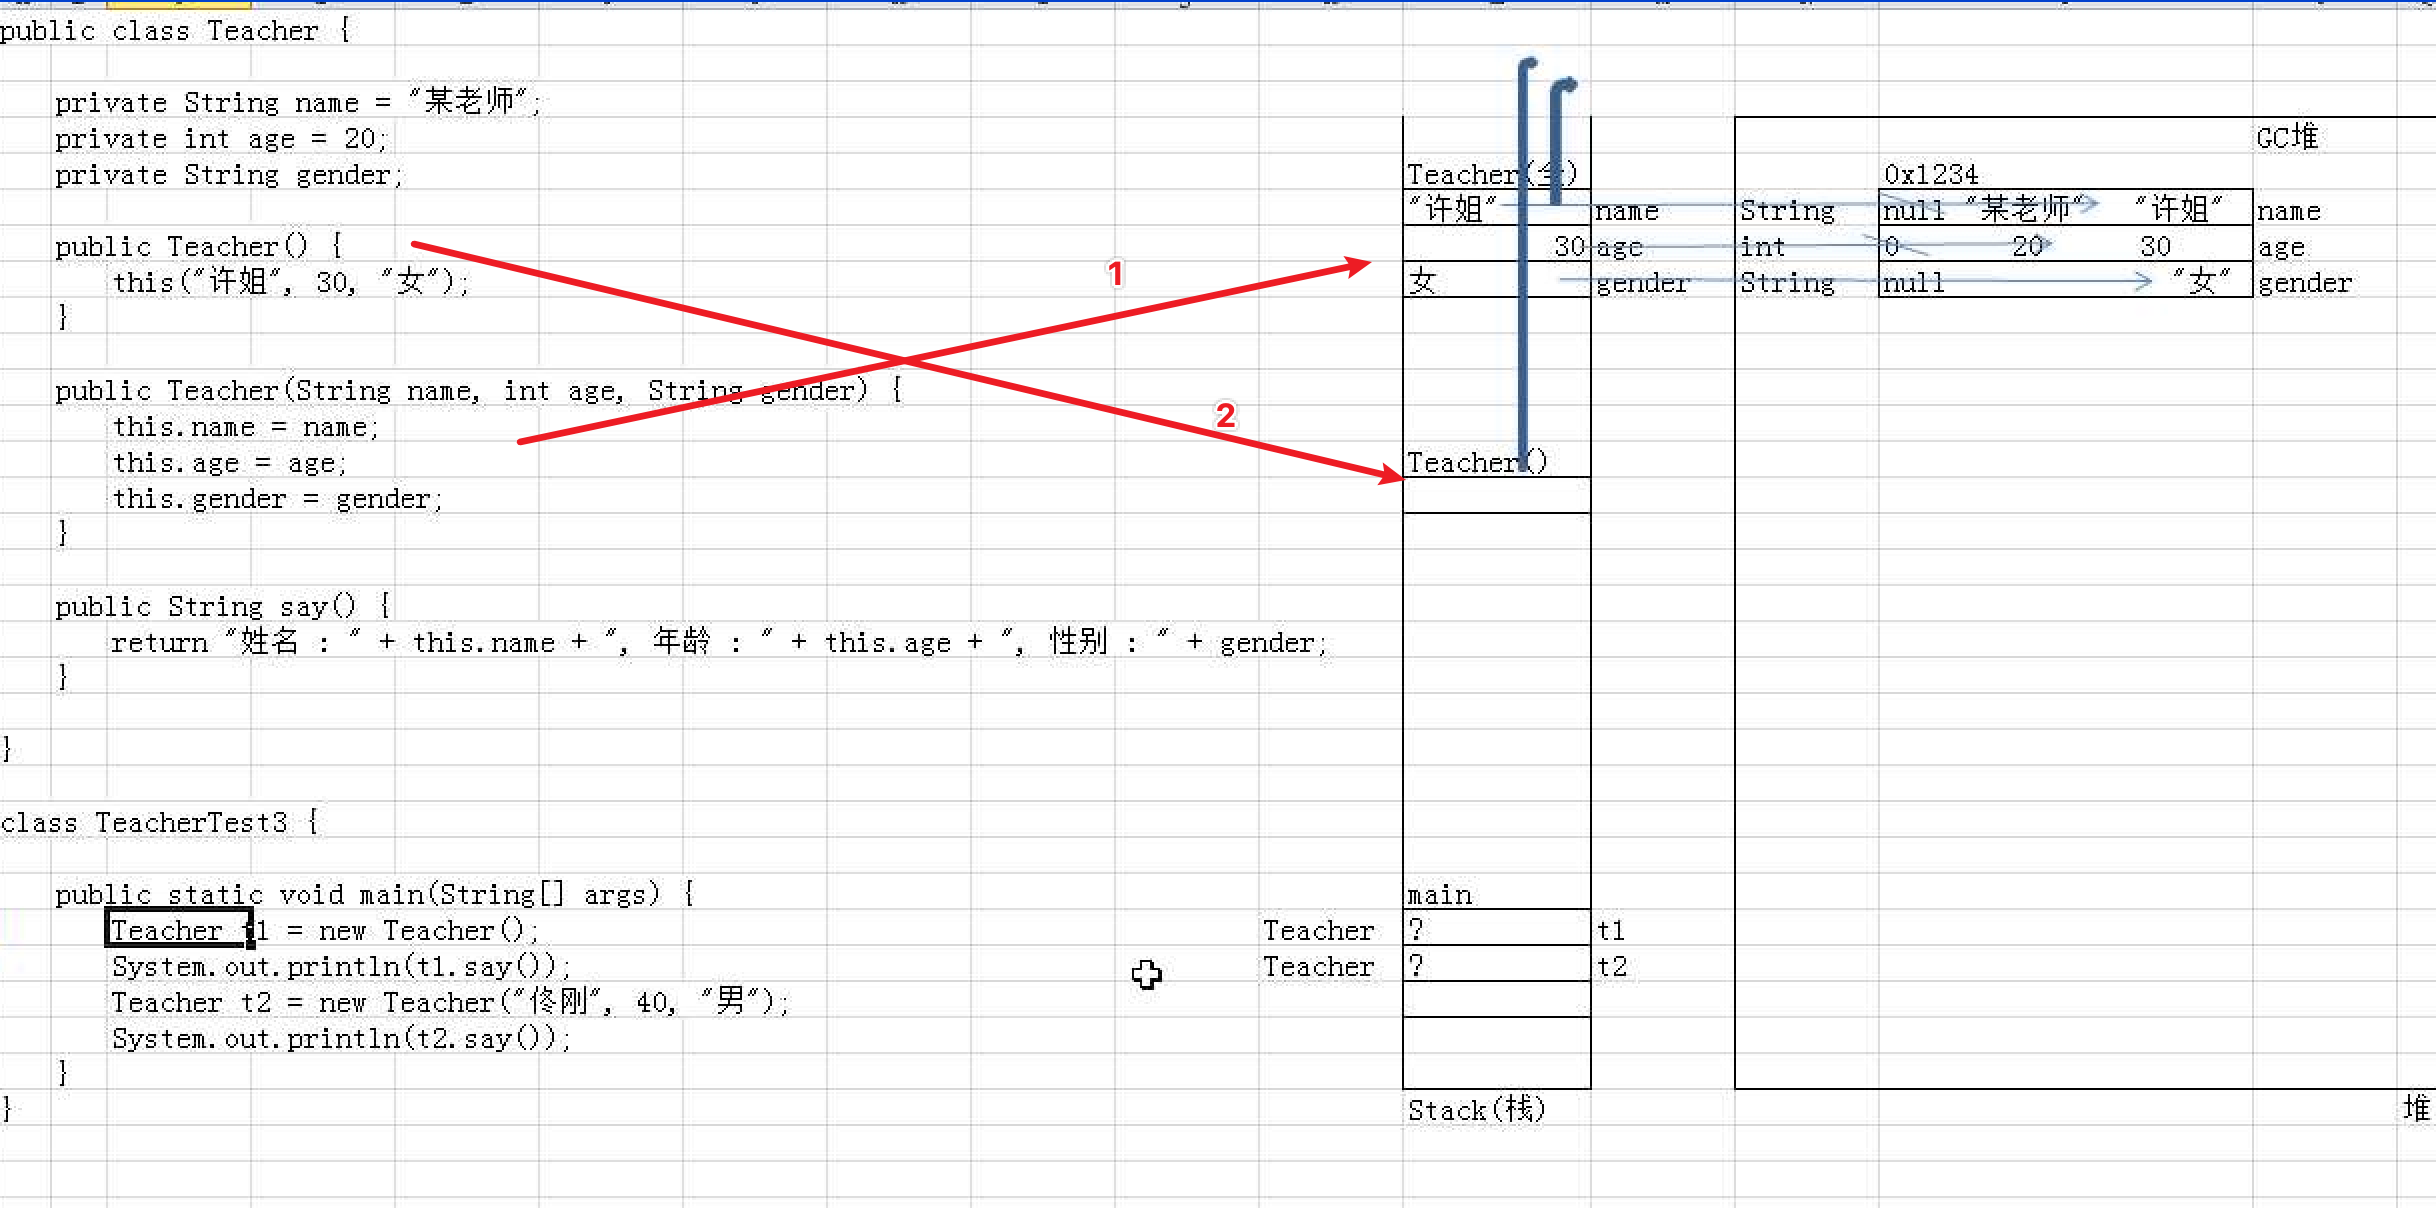 public class Teacher {
private String name = "某老师";
private int age = 20;
private String gender;
public Teacher() {
this("许姐", 30, "女");
}
public Teacher(String name, int age, String gender) {
this.name = name;
this.age = age;
this.gender = gender;
}
public String say() {
return "姓名 : " + this.name + ", 年龄 : " + this.age + ", 性别 : " + gender;
}
}
class TeacherTest3 {
public static void main(String[] args) {
Teacher t1 = new Teacher();
System.out.println(t1.say());
Teacher t2 = new Teacher("佟刚", 40, "男");
System.out.println(t2.say());
}
}
1
2
Teacher(全)
"许姐" name
30 age
女 gender
Teacher()
main
Teacher ? t1
Teacher ? t2
Stack(栈)
GC堆
0x1234
String null "某老师" "许姐" name
int 0 20 30 age
String null "女" gender
堆